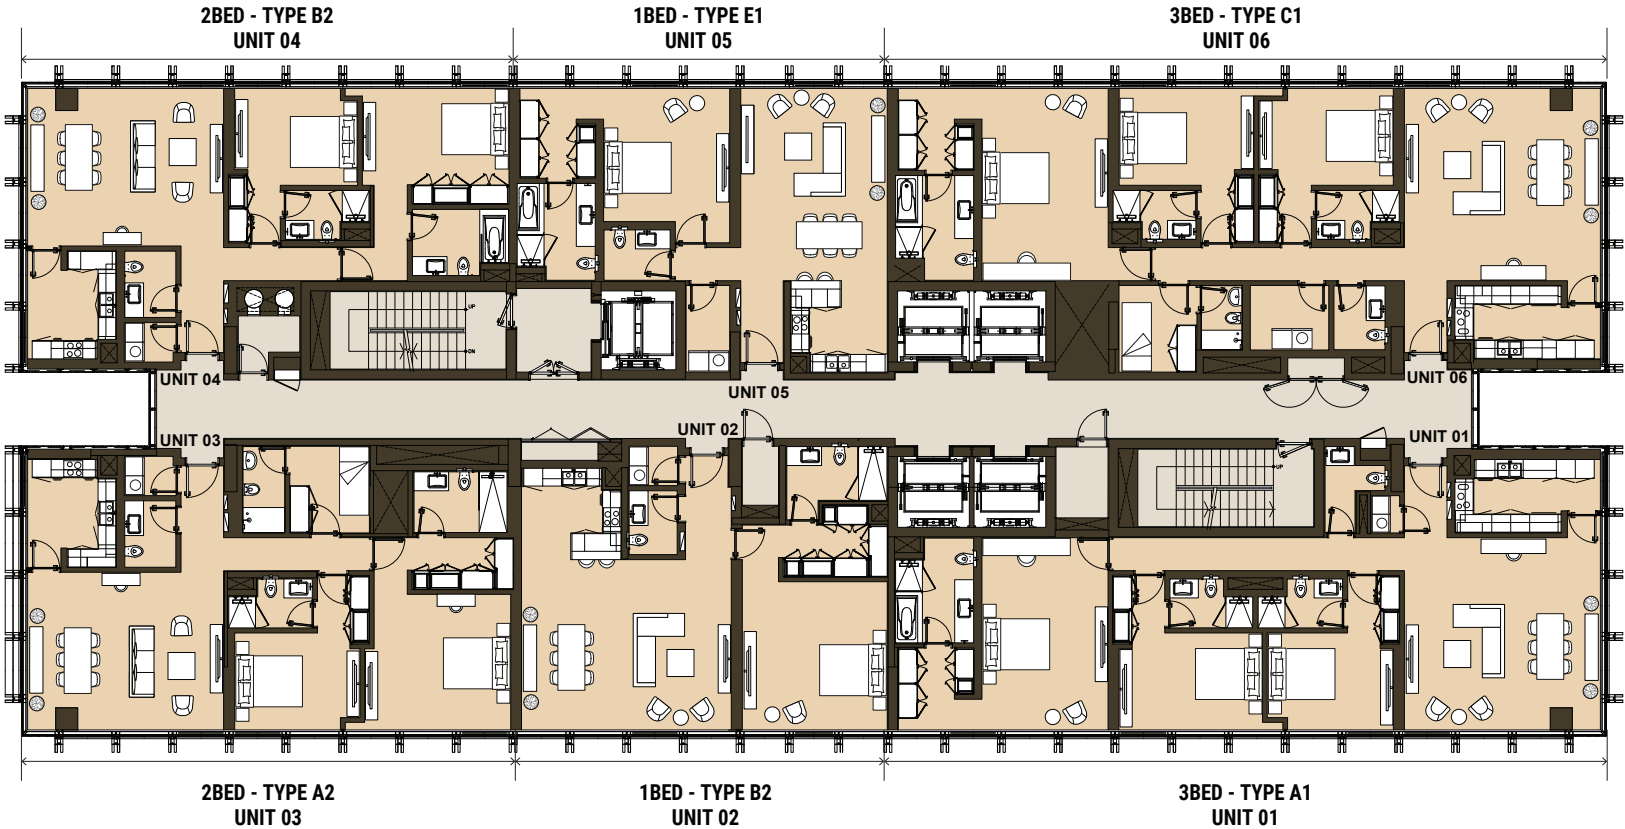 2BED - TYPE B2
UNIT 04
1BED - TYPE E1
UNIT 05
3BED - TYPE C1
UNIT 06
UP
DN
UNIT 04
UNIT 05
UNIT 06
UNIT 03
UNIT 02
UNIT 01
UP
2BED - TYPE A2
UNIT 03
1BED - TYPE B2
UNIT 02
3BED - TYPE A1
UNIT 01